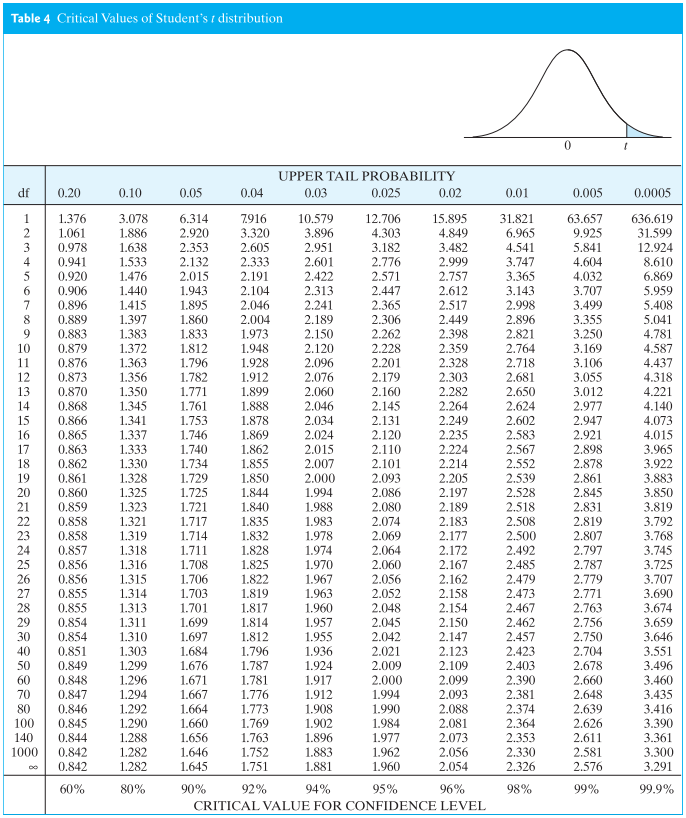 Table 4 Critical Values of Student's t distribution
0 t
UPPER TAIL PROBABILITY
df 0.20 0.10 0.05 0.04 0.03 0.025 0.02 0.01 0.005 0.0005
1 1.376 3.078 6.314 7.916 10.579 12.706 15.895 31.821 63.657 636.619
2 1.061 1.886 2.920 3.320 3.896 4.303 4.849 6.965 9.925 31.599
3 0.978 1.638 2.353 2.605 2.951 3.182 3.482 4.541 5.841 12.924
4 0.941 1.533 2.132 2.333 2.601 2.776 2.999 3.747 4.604 8.610
5 0.920 1.476 2.015 2.191 2.422 2.571 2.757 3.365 4.032 6.869
6 0.906 1.440 1.943 2.104 2.313 2.447 2.612 3.143 3.707 5.959
7 0.896 1.415 1.895 2.046 2.241 2.365 2.517 2.998 3.499 5.408
8 0.889 1.397 1.860 2.004 2.189 2.306 2.449 2.896 3.355 5.041
9 0.883 1.383 1.833 1.973 2.150 2.262 2.398 2.821 3.250 4.781
10 0.879 1.372 1.812 1.948 2.120 2.228 2.359 2.764 3.169 4.587
11 0.876 1.363 1.796 1.928 2.096 2.201 2.328 2.718 3.106 4.437
12 0.873 1.356 1.782 1.912 2.076 2.179 2.303 2.681 3.055 4.318
13 0.870 1.350 1.771 1.899 2.060 2.160 2.282 2.650 3.012 4.221
14 0.868 1.345 1.761 1.888 2.046 2.145 2.264 2.624 2.977 4.140
15 0.866 1.341 1.753 1.878 2.034 2.131 2.249 2.602 2.947 4.073
16 0.865 1.337 1.746 1.869 2.024 2.120 2.235 2.583 2.921 4.015
17 0.863 1.333 1.740 1.862 2.015 2.110 2.224 2.567 2.898 3.965
18 0.862 1.330 1.734 1.855 2.007 2.101 2.214 2.552 2.878 3.922
19 0.861 1.328 1.729 1.850 2.000 2.093 2.205 2.539 2.861 3.883
20 0.860 1.325 1.725 1.844 1.994 2.086 2.197 2.528 2.845 3.850
21 0.859 1.323 1.721 1.840 1.988 2.080 2.189 2.518 2.831 3.819
22 0.858 1.321 1.717 1.835 1.983 2.074 2.183 2.508 2.819 3.792
23 0.858 1.319 1.714 1.832 1.978 2.069 2.177 2.500 2.807 3.768
24 0.857 1.318 1.711 1.828 1.974 2.064 2.172 2.492 2.797 3.745
25 0.856 1.316 1.708 1.825 1.970 2.060 2.167 2.485 2.787 3.725
26 0.856 1.315 1.706 1.822 1.967 2.056 2.162 2.479 2.779 3.707
27 0.855 1.314 1.703 1.819 1.963 2.052 2.158 2.473 2.771 3.690
28 0.855 1.313 1.701 1.817 1.960 2.048 2.154 2.467 2.763 3.674
29 0.854 1.311 1.699 1.814 1.957 2.045 2.150 2.462 2.756 3.659
30 0.854 1.310 1.697 1.812 1.955 2.042 2.147 2.457 2.750 3.646
40 0.851 1.303 1.684 1.796 1.936 2.021 2.123 2.423 2.704 3.551
50 0.849 1.299 1.676 1.787 1.924 2.009 2.109 2.403 2.678 3.496
60 0.848 1.296 1.671 1.781 1.917 2.000 2.099 2.390 2.660 3.460
70 0.847 1.294 1.667 1.776 1.912 1.994 2.093 2.381 2.648 3.435
80 0.846 1.292 1.664 1.773 1.908 1.990 2.088 2.374 2.639 3.416
100 0.845 1.290 1.660 1.769 1.902 1.984 2.081 2.364 2.626 3.390
140 0.844 1.288 1.656 1.763 1.896 1.977 2.073 2.353 2.611 3.361
1000 0.842 1.282 1.646 1.752 1.883 1.962 2.056 2.330 2.581 3.300
∞ 0.842 1.282 1.645 1.751 1.881 1.960 2.054 2.326 2.576 3.291
60% 80% 90% 92% 94% 95% 96% 98% 99% 99.9%
CRITICAL VALUE FOR CONFIDENCE LEVEL